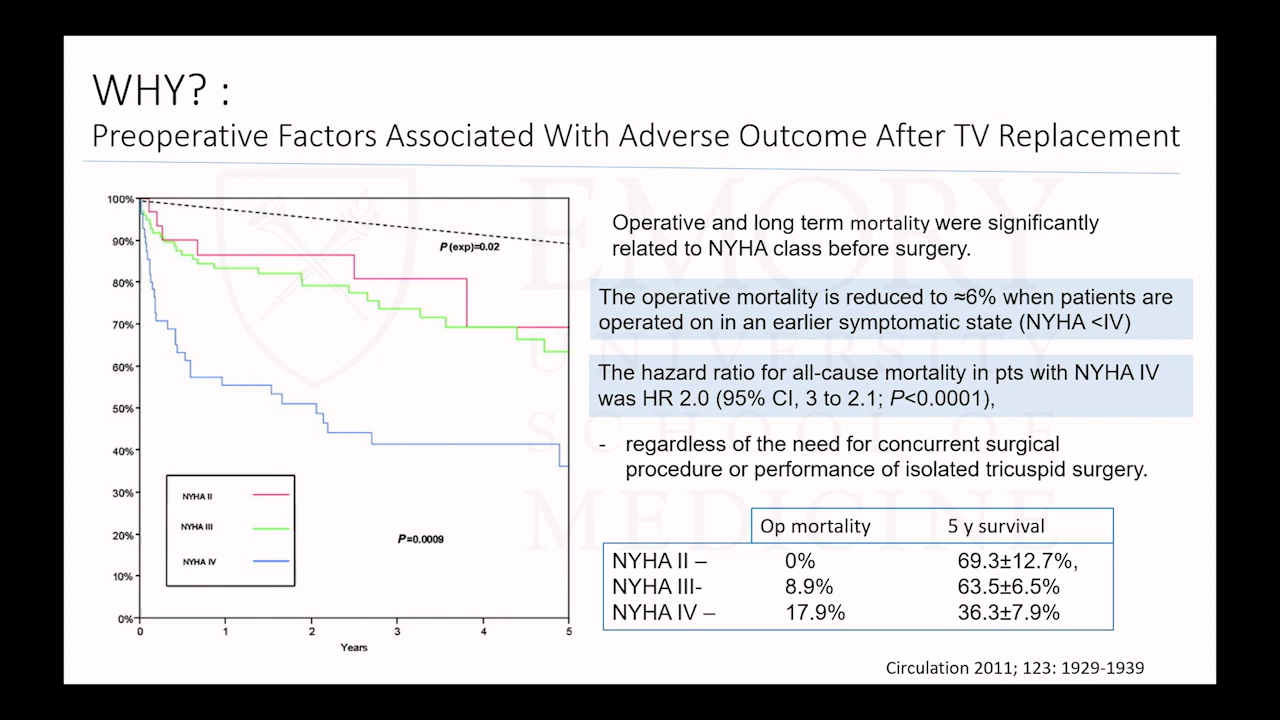 WHY? :
Preoperative Factors Associated With Adverse Outcome After TV Replacement
100%
90%
80%
70%
60%
50%
40%
30%
20%
10%
0%
0 1 2 3 4 5
Years
P (exp)=0.02
P=0.0009
NYHA II
NYHA III
NYHA IV
Operative and long term mortality were significantly
related to NYHA class before surgery.
The operative mortality is reduced to ≈6% when patients are
operated on in an earlier symptomatic state (NYHA <IV)
The hazard ratio for all-cause mortality in pts with NYHA IV
was HR 2.0 (95% CI, 3 to 2.1; P<0.0001),
- regardless of the need for concurrent surgical
procedure or performance of isolated tricuspid surgery.
Op mortality 5 y survival
NYHA II – 0% 69.3±12.7%,
NYHA III- 8.9% 63.5±6.5%
NYHA IV – 17.9% 36.3±7.9%
Circulation 2011; 123: 1929-1939
EMORY
UNIVERSITY
SCHOOL OF
MEDICINE